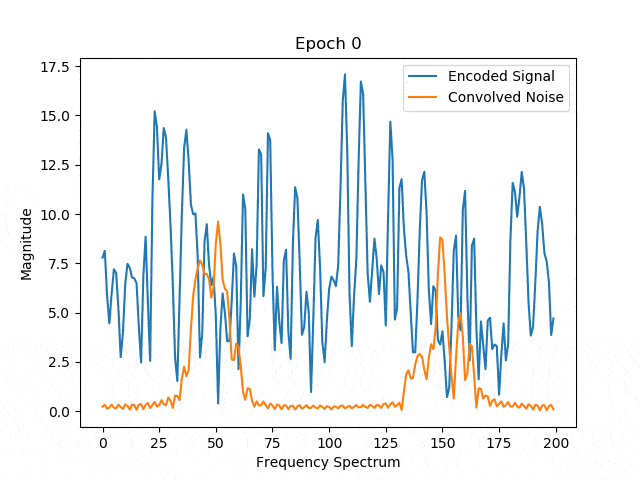 Epoch 0
Encoded Signal
Convolved Noise
17.5
15.0
12.5
10.0
7.5
5.0
2.5
0.0
Magnitude
0 25 50 75 100 125 150 175 200
Frequency Spectrum